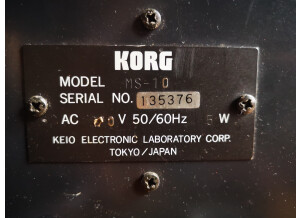 KORG
MODEL MS-10
SERIAL NO. 135376
AC V 50/60Hz W
KEIO ELECTRONIC LABORATORY CORP.
TOKYO/JAPAN